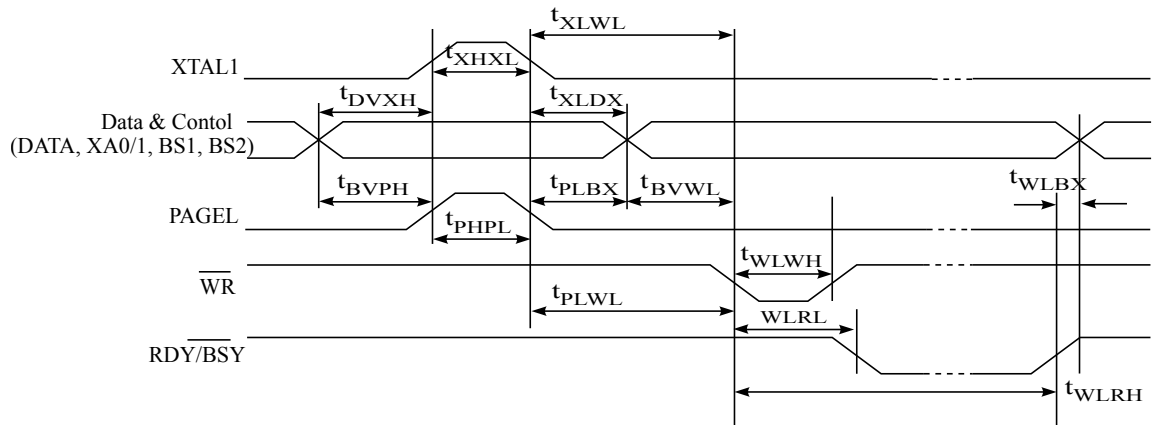 tXLWL
XTAL1
tXHXL
tDVXH
tXLDX
Data & Contol
(DATA, XA0/1, BS1, BS2)
tBVPH
tPLBX
tBVWL
tWLBX
PAGEL
tPHPL
WR
tWLWH
tPLWL
WLRL
RDY/BSY
tWLRH